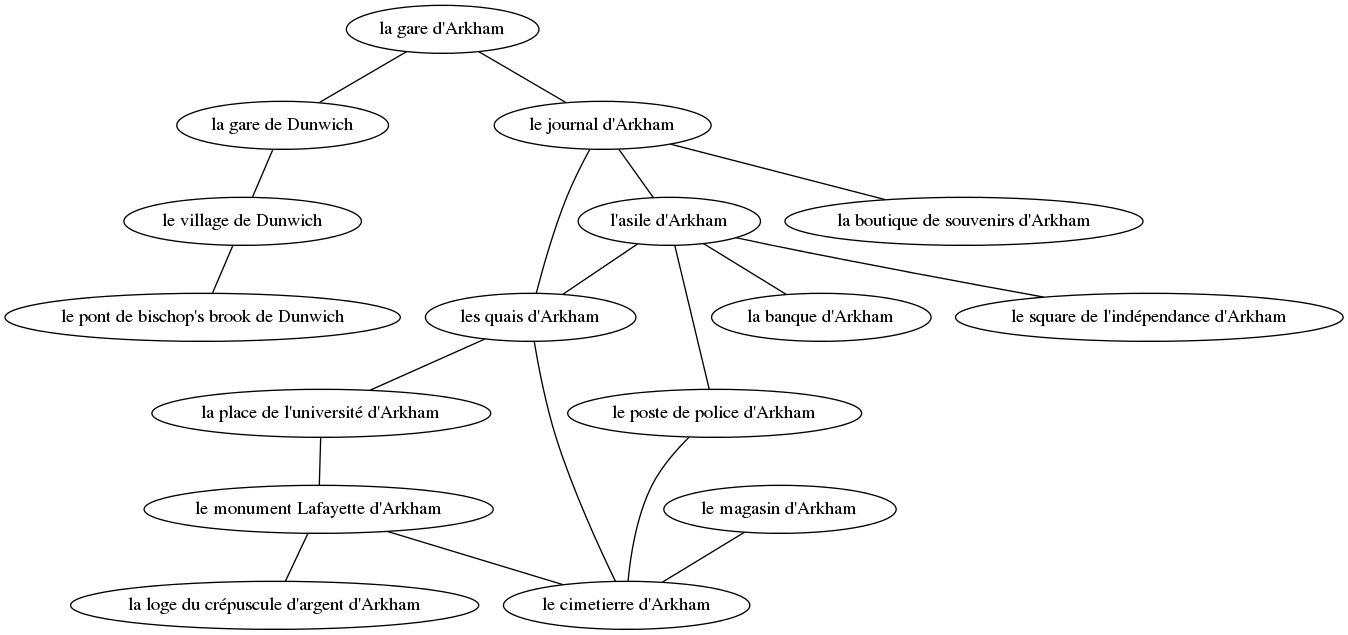 la gare d'Arkham
la gare de Dunwich
le journal d'Arkham
le village de Dunwich
l'asile d'Arkham
la boutique de souvenirs d'Arkham
le pont de bischop's brook de Dunwich
les quais d'Arkham
la banque d'Arkham
le square de l'indépendance d'Arkham
la place de l'université d'Arkham
le poste de police d'Arkham
le monument Lafayette d'Arkham
le magasin d'Arkham
la loge du crépuscule d'argent d'Arkham
le cimetierre d'Arkham